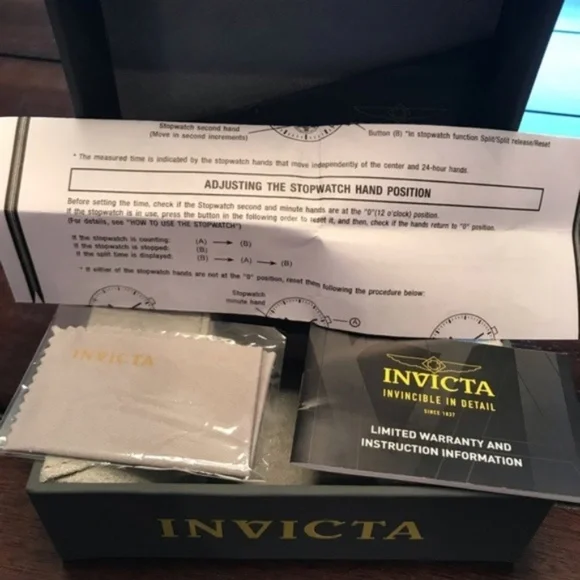 Stopwatch second hand
(Move in second increments)
Button (B) *In stopwatch function Split/Split release/Reset
* The measured time is indicated by the stopwatch hands that move independently of the center and 24-hour hands.
ADJUSTING THE STOPWATCH HAND POSITION
Before setting the time, check if the Stopwatch second and minute hands are at the "0"(12 o'clock) position.
If the stopwatch is in use, press the button in the following order to reset it, and then, check if the hands return to "0" position.
(For details, see "HOW TO USE THE STOPWATCH")
If the stopwatch is counting: (A) → (B)
If the stopwatch is stopped: (B)
If the split time is displayed: (B) → (A) → (B)
* If either of the stopwatch hands are not at the "0" position, reset them following the procedure below:
Stopwatch
minute hand
A
INVICTA
INVICTA
INVINCIBLE IN DETAIL
SINCE 1837
LIMITED WARRANTY AND
INSTRUCTION INFORMATION
INVICTA